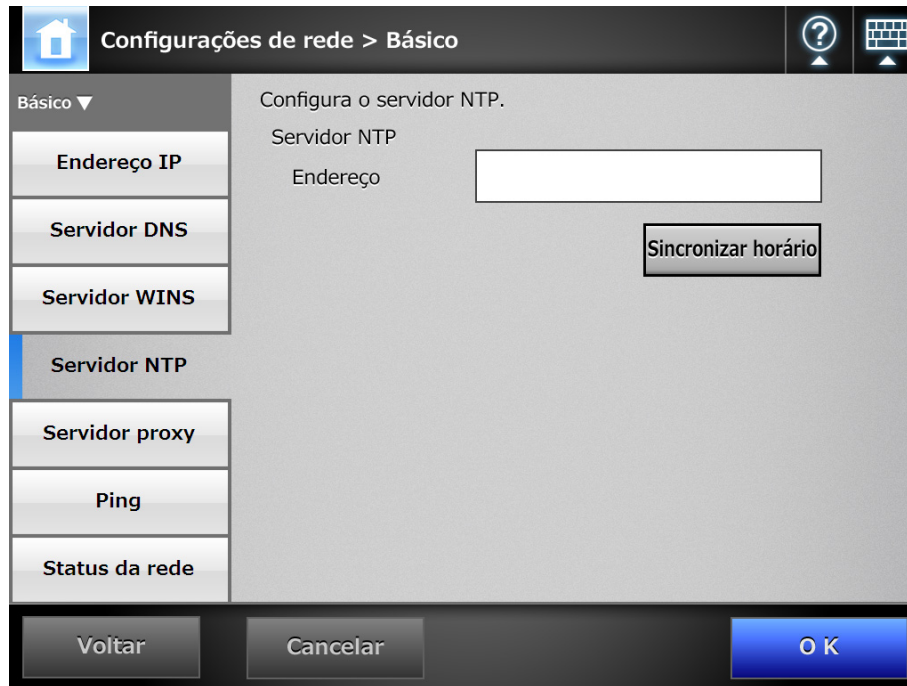 Configurações de rede > Básico
?
Básico ▼
Endereço IP
Servidor DNS
Servidor WINS
Servidor NTP
Servidor proxy
Ping
Status da rede
Configura o servidor NTP.
Servidor NTP
Endereço
Sincronizar horário
Voltar
Cancelar
O K